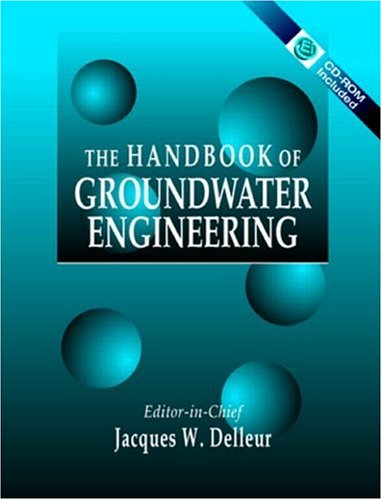 CD-ROM
Included
THE HANDBOOK OF
GROUNDWATER
ENGINEERING
Editor-in-Chief
Jacques W. Delleur